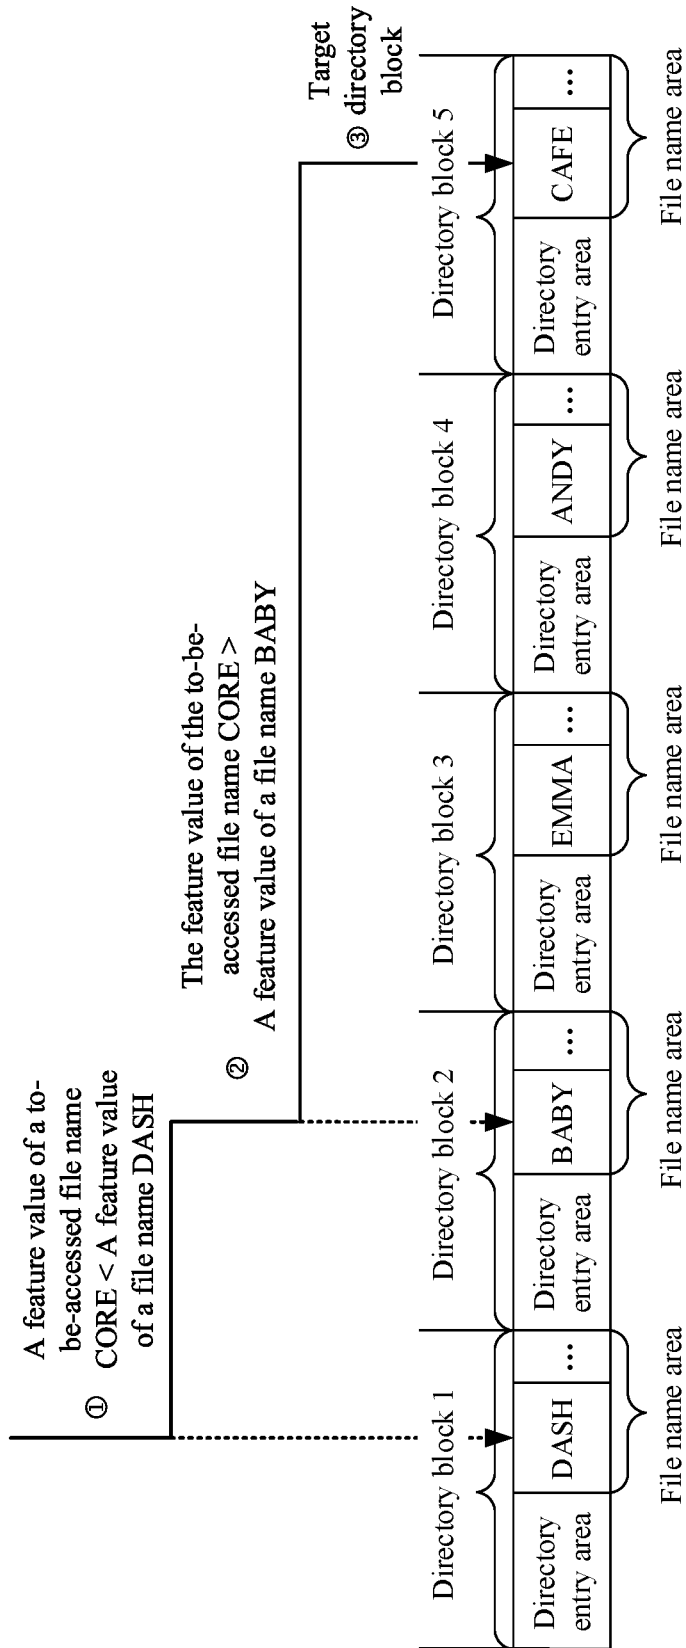 A feature value of a to-
be-accessed file name
CORE < A feature value
of a file name DASH
①
The feature value of the to-be-
accessed file name CORE >
A feature value of a file name BABY
②
Target
directory
block
③
Directory block 1
Directory block 2
Directory block 3
Directory block 4
Directory block 5
Directory
entry area
DASH
...
Directory
entry area
BABY
...
Directory
entry area
EMMA
...
Directory
entry area
ANDY
...
Directory
entry area
CAFE
...
File name area
File name area
File name area
File name area
File name area